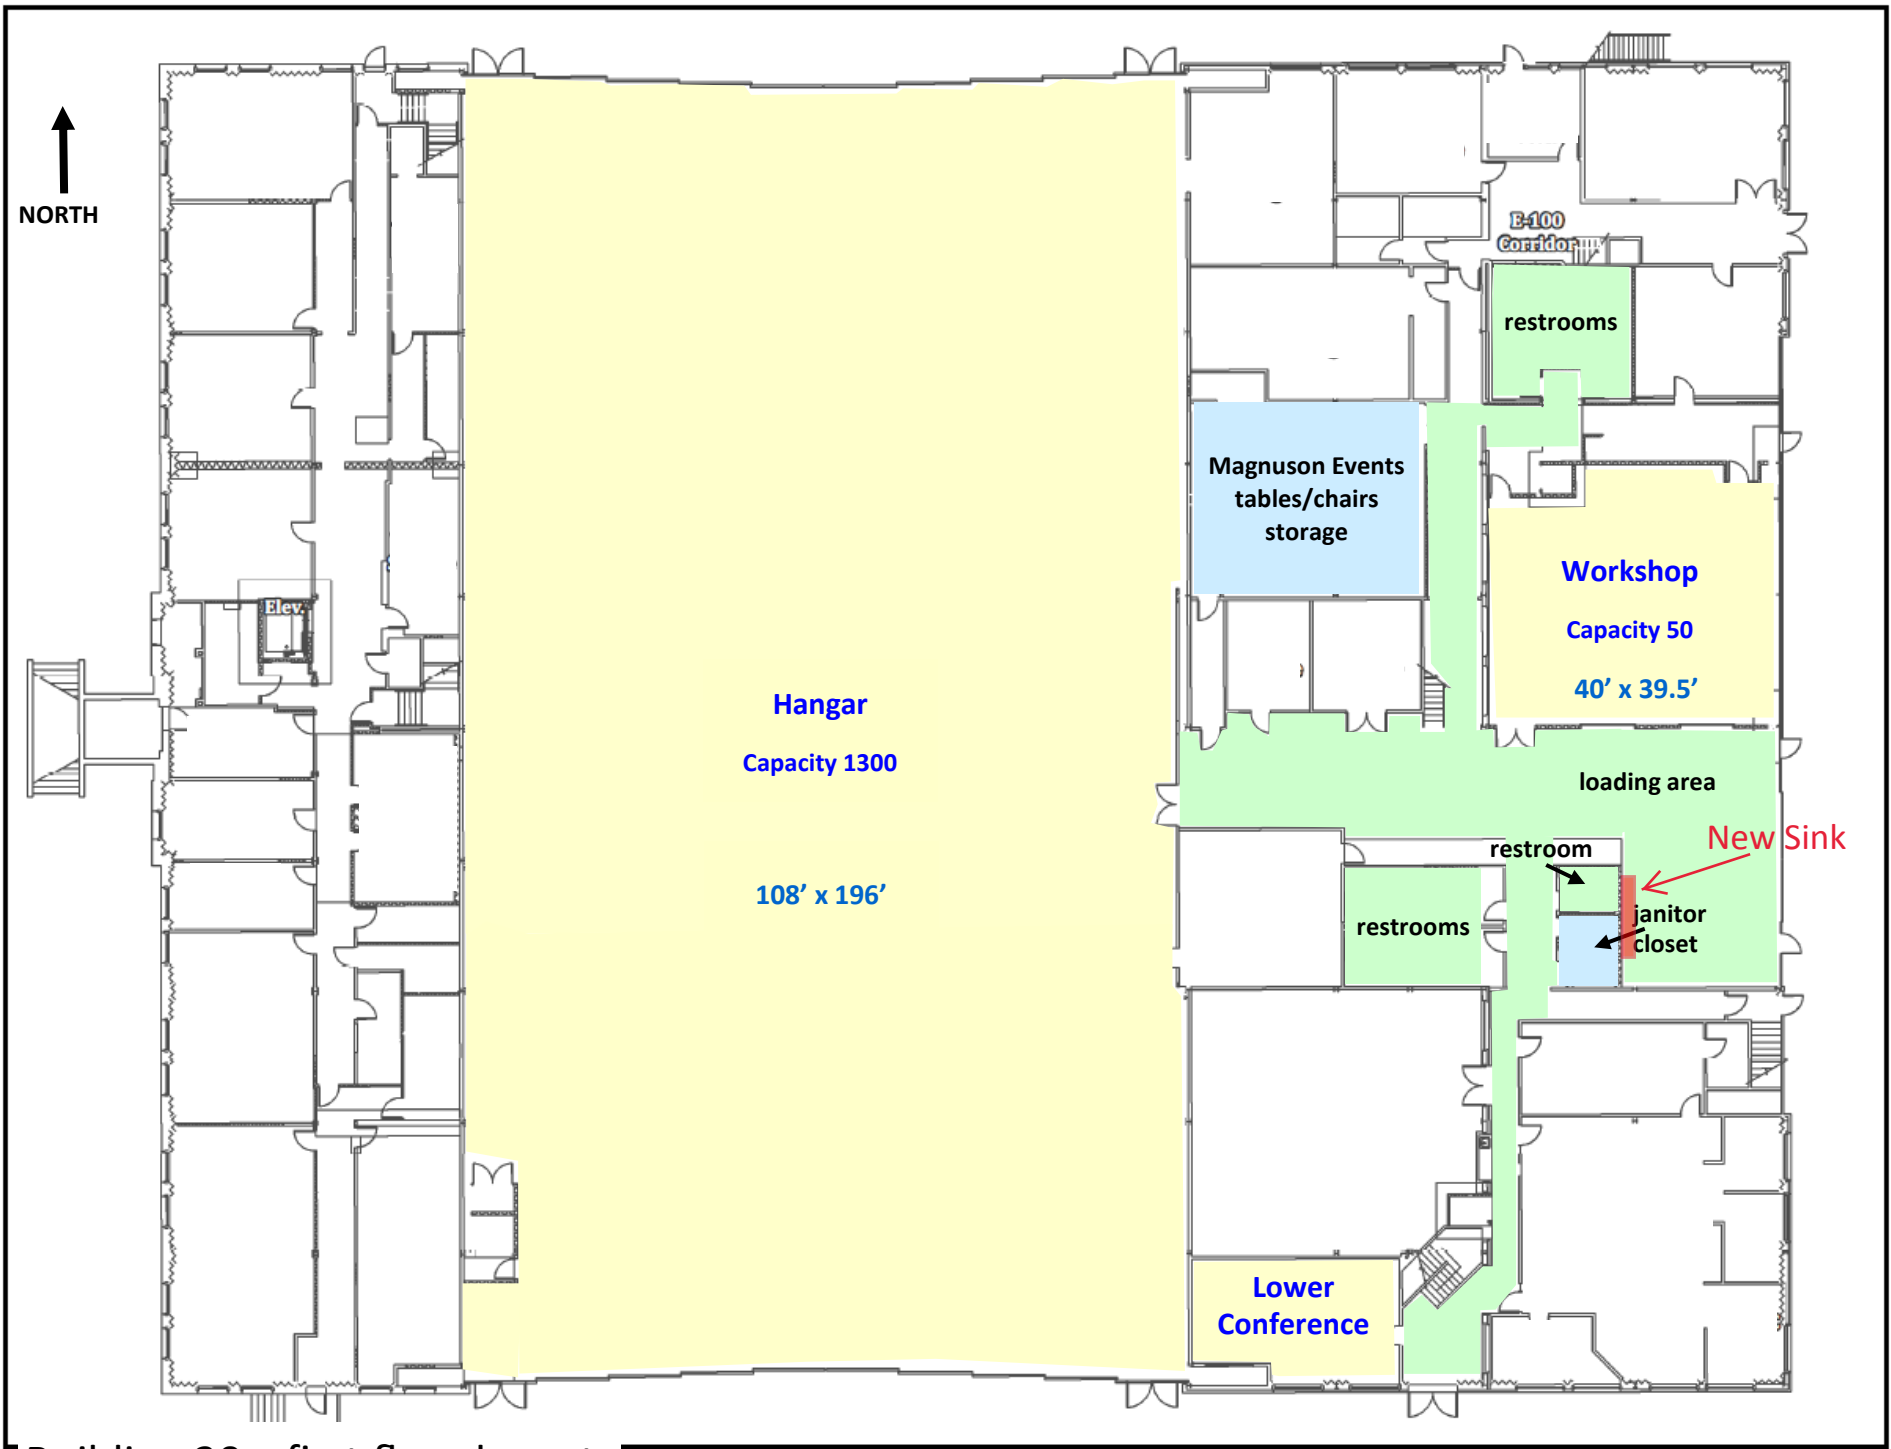 NORTH
E-100
Corridor
restrooms
Magnuson Events
tables/chairs
storage
Workshop
Capacity 50
40’ x 39.5’
Elev.
Hangar
Capacity 1300
108’ x 196’
loading area
New Sink
restroom
restrooms
janitor
closet
Lower
Conference